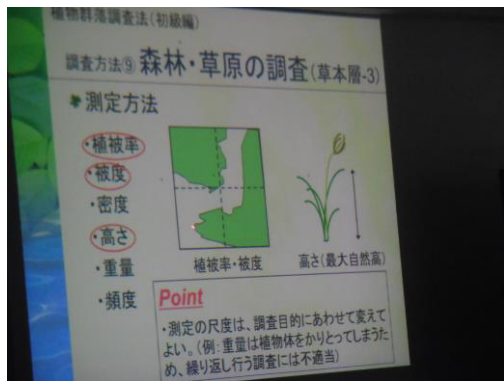 植物群落調査法(初級編)
調査方法⑨ 森林・草原の調査(草本層-3)
測定方法
・植被率
・被度
・密度
・高さ
・重量
・頻度
植被率・被度
高さ(最大自然高)
Point
・測定の尺度は、調査目的にあわせて変えて
よい。(例:重量は植物体をかりとってしまうた
め、繰り返し行う調査には不適当)